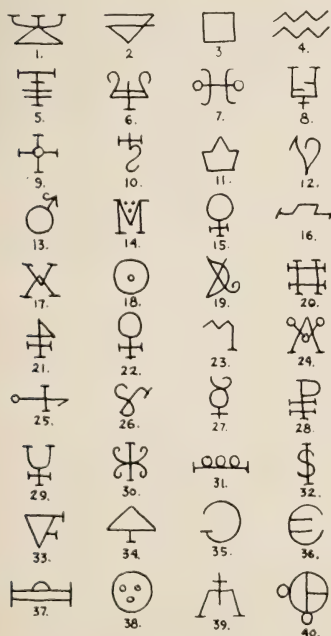 1. 2 3 4.
5. 6. 7. 8.
9. 10. 11. 12.
13. 14. 15. 16.
17. 18. 19. 20.
21. 22. 23. 24.
25. 26. 27. 28.
29. 30. 31. 32.
33. 34. 35. 36.
37. 38. 39. 40.